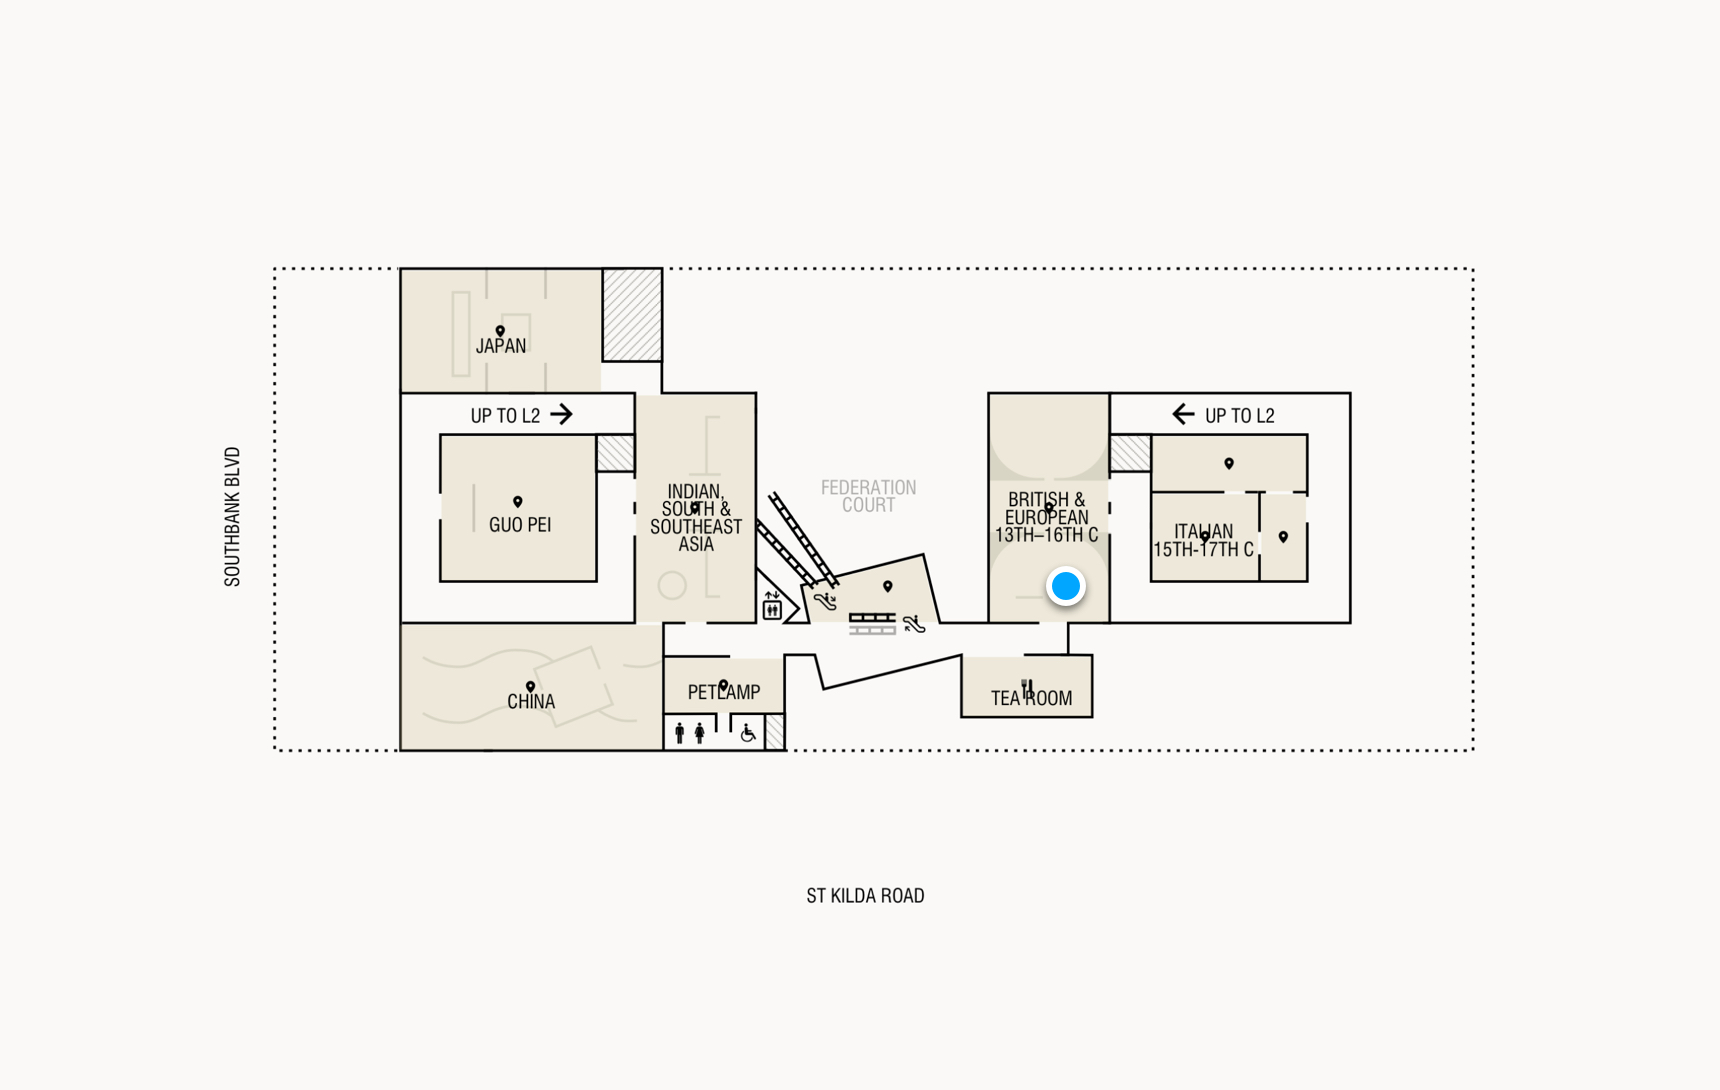 JAPAN
UP TO L2
UP TO L2
SOUTHBANK BLVD
GUO PEI
INDIAN,
SOUTH &
SOUTHEAST
ASIA
FEDERATION
COURT
BRITISH &
EUROPEAN
13TH–16TH C
ITALIAN
15TH-17TH C
CHINA
PETLAMP
TEA ROOM
ST KILDA ROAD